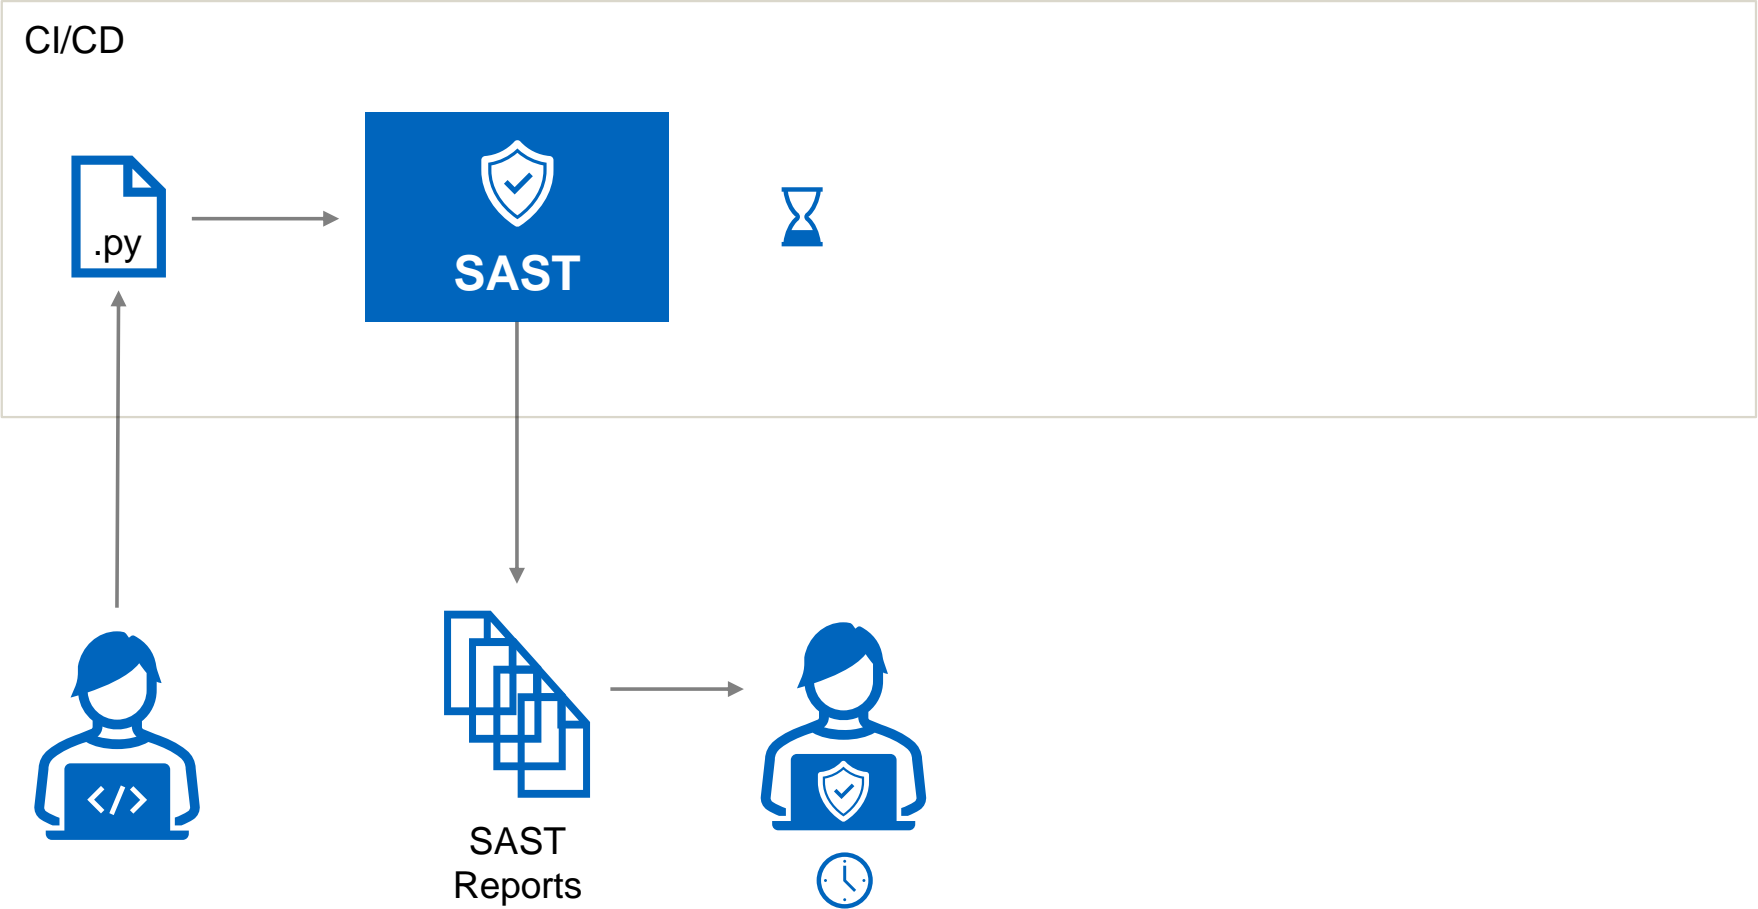 CI/CD
.py
SAST
</>
SAST
Reports